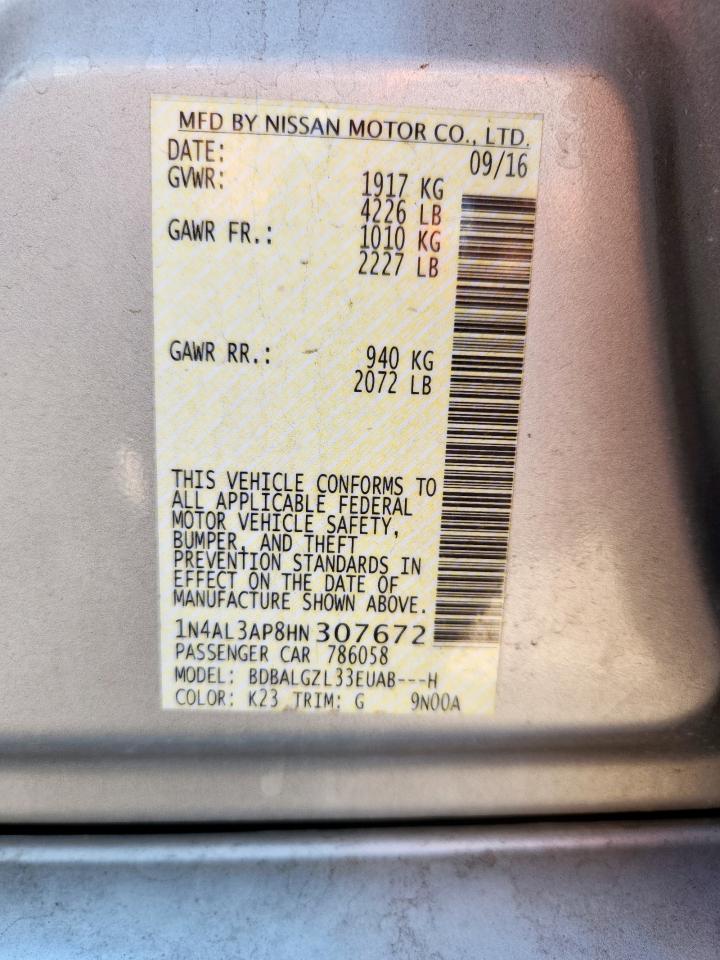 MFD BY NISSAN MOTOR CO., LTD.
DATE: 09/16
GVWR: 1917 KG
4226 LB
GAWR FR.: 1010 KG
2227 LB
GAWR RR.: 940 KG
2072 LB
THIS VEHICLE CONFORMS TO
ALL APPLICABLE FEDERAL
MOTOR VEHICLE SAFETY,
BUMPER, AND THEFT
PREVENTION STANDARDS IN
EFFECT ON THE DATE OF
MANUFACTURE SHOWN ABOVE.
1N4AL3AP8HN307672
PASSENGER CAR 786058
MODEL: BDBALGZL33EUAB---H
COLOR: K23 TRIM: G 9N00A